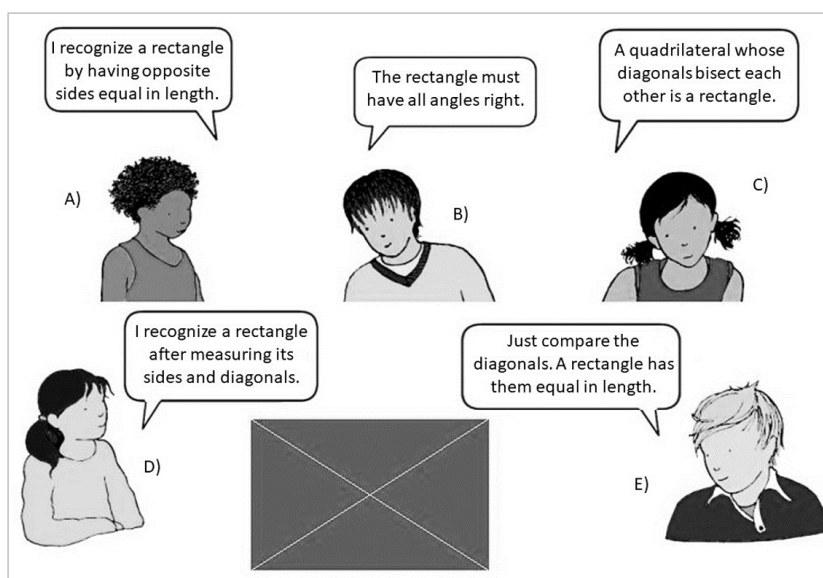 I recognize a rectangle
by having opposite
sides equal in length.
The rectangle must
have all angles right.
A quadrilateral whose
diagonals bisect each
other is a rectangle.
A)
B)
C)
I recognize a rectangle
after measuring its
sides and diagonals.
Just compare the
diagonals. A rectangle has
them equal in length.
D)
E)